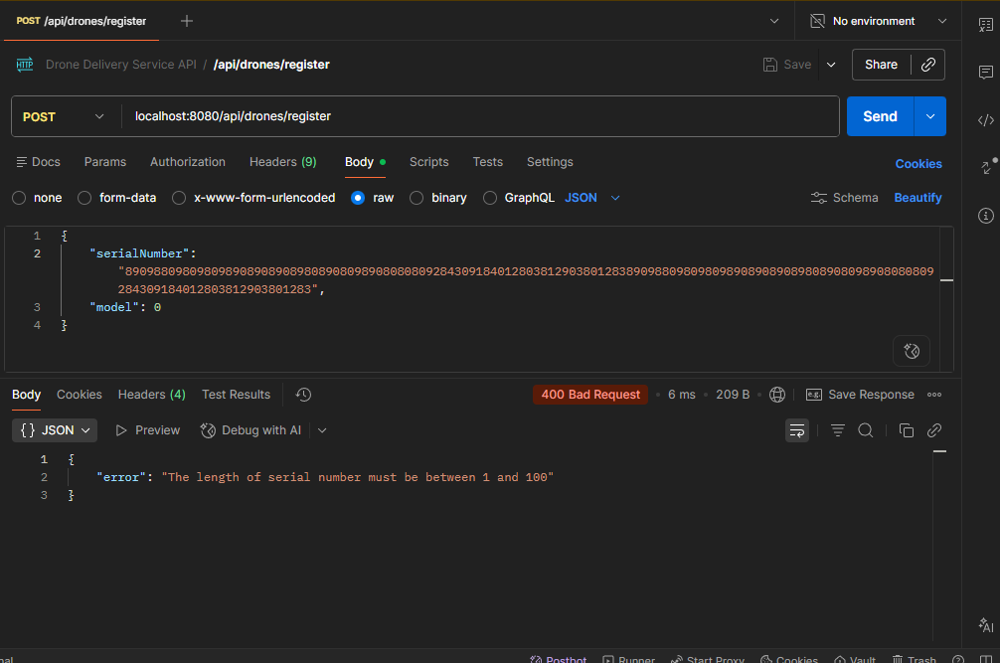 POST /api/drones/register
No environment
HTTP Drone Delivery Service API / /api/drones/register
Save
Share
POST localhost:8080/api/drones/register
Send
Docs Params Authorization Headers (9) Body Scripts Tests Settings
Cookies
none form-data x-www-form-urlencoded raw binary GraphQL JSON
Schema Beautify
1 {
2 "serialNumber":
3 "model": 0
4 }
Body Cookies Headers (4) Test Results
400 Bad Request • 6 ms • 209 B •
e.g. Save Response
{} JSON Preview Debug with AI
1 {
2 "error": "The length of serial number must be between 1 and 100"
3 }
AI
Postbot Runner Start Proxy Cookies Vault Trash